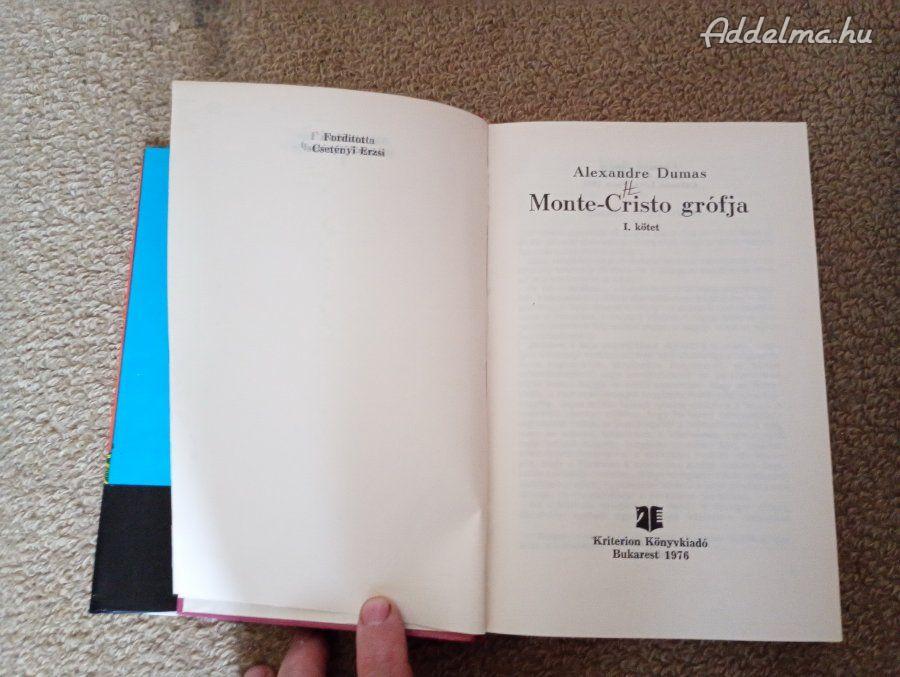 Addelma.hu
Fordította
Csetényi Erzsi
Alexandre Dumas
H
Monte-Cristo grófja
I. kötet
Kriterion Könyvkiadó
Bukarest 1976